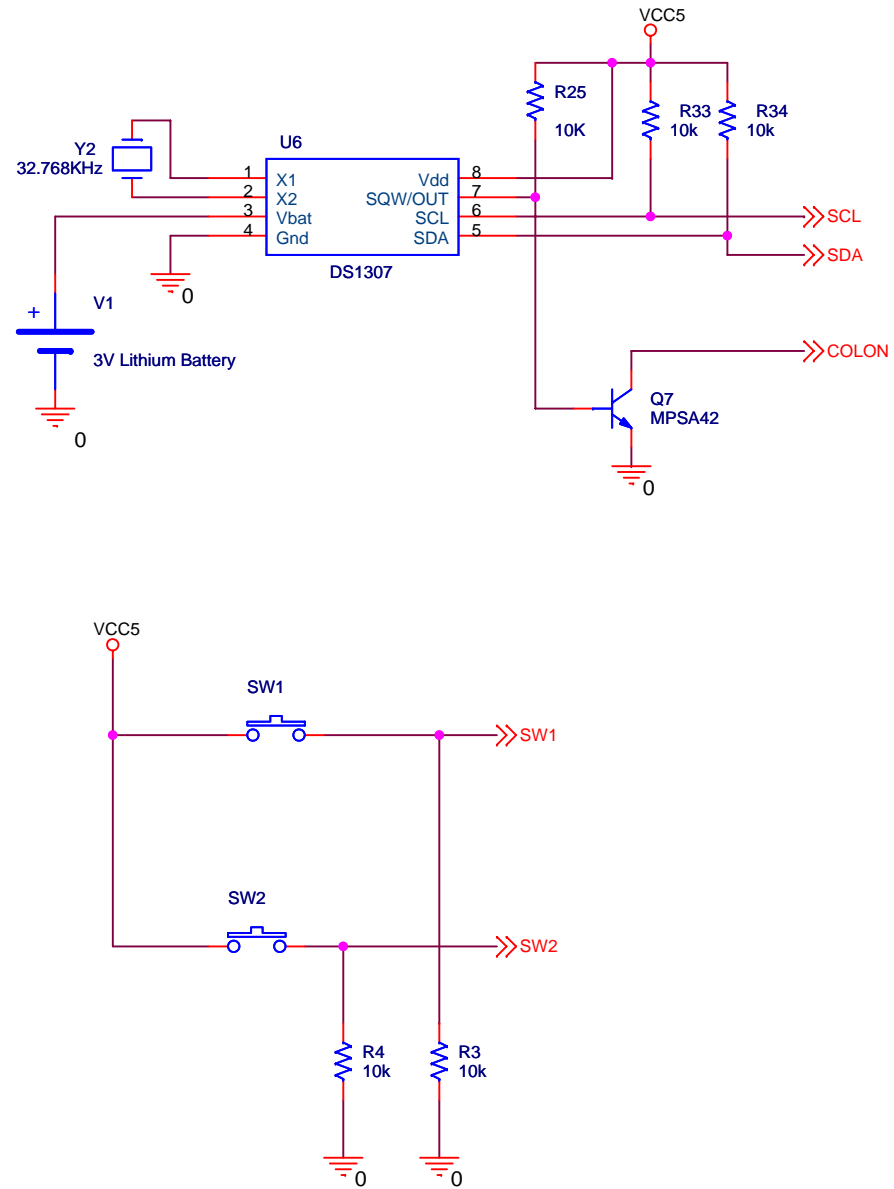 VCC5
R25
10K
R33
10k
R34
10k
Y2
32.768KHz
U6
1
X1
Vdd
8
2
X2
SQW/OUT
7
3
Vbat
SCL
6
4
Gnd
SDA
5
DS1307
SCL
SDA
0
+
V1
3V Lithium Battery
0
COLON
Q7
MPSA42
0
VCC5
SW1
SW1
SW2
SW2
R4
10k
R3
10k
0
0